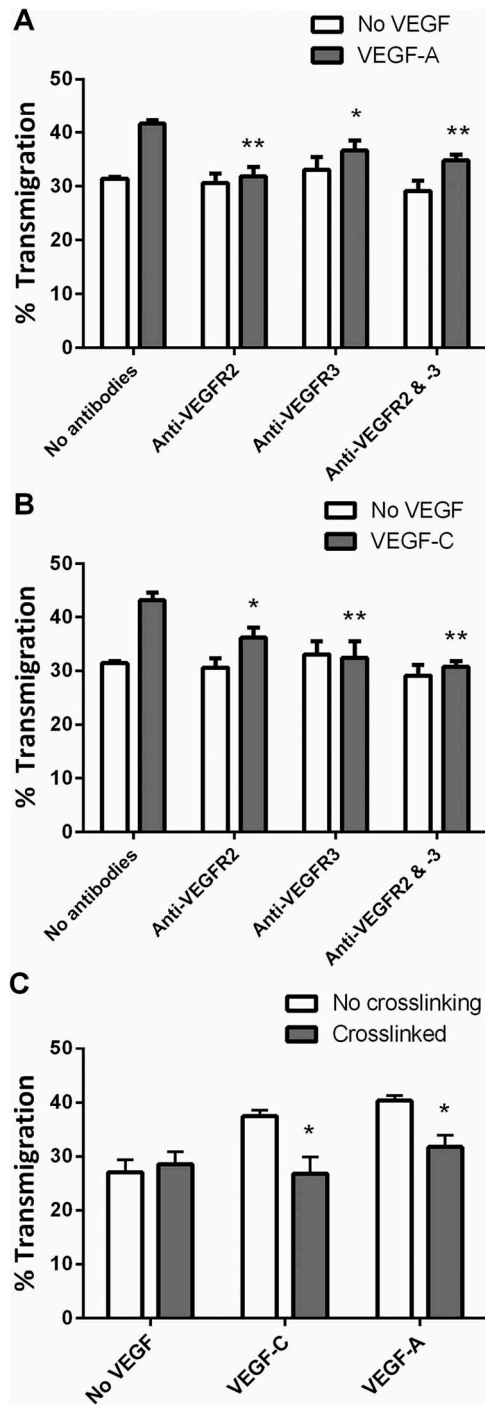 A
No VEGF
VEGF-A
% Transmigration
50
40
30
20
10
0
**
*
**
No antibodies
Anti-VEGFR2
Anti-VEGFR3
Anti-VEGFR2 & -3
B
No VEGF
VEGF-C
% Transmigration
50
40
30
20
10
0
*
**
**
No antibodies
Anti-VEGFR2
Anti-VEGFR3
Anti-VEGFR2 & -3
C
No crosslinking
Crosslinked
% Transmigration
50
40
30
20
10
0
*
*
No VEGF
VEGF-C
VEGF-A